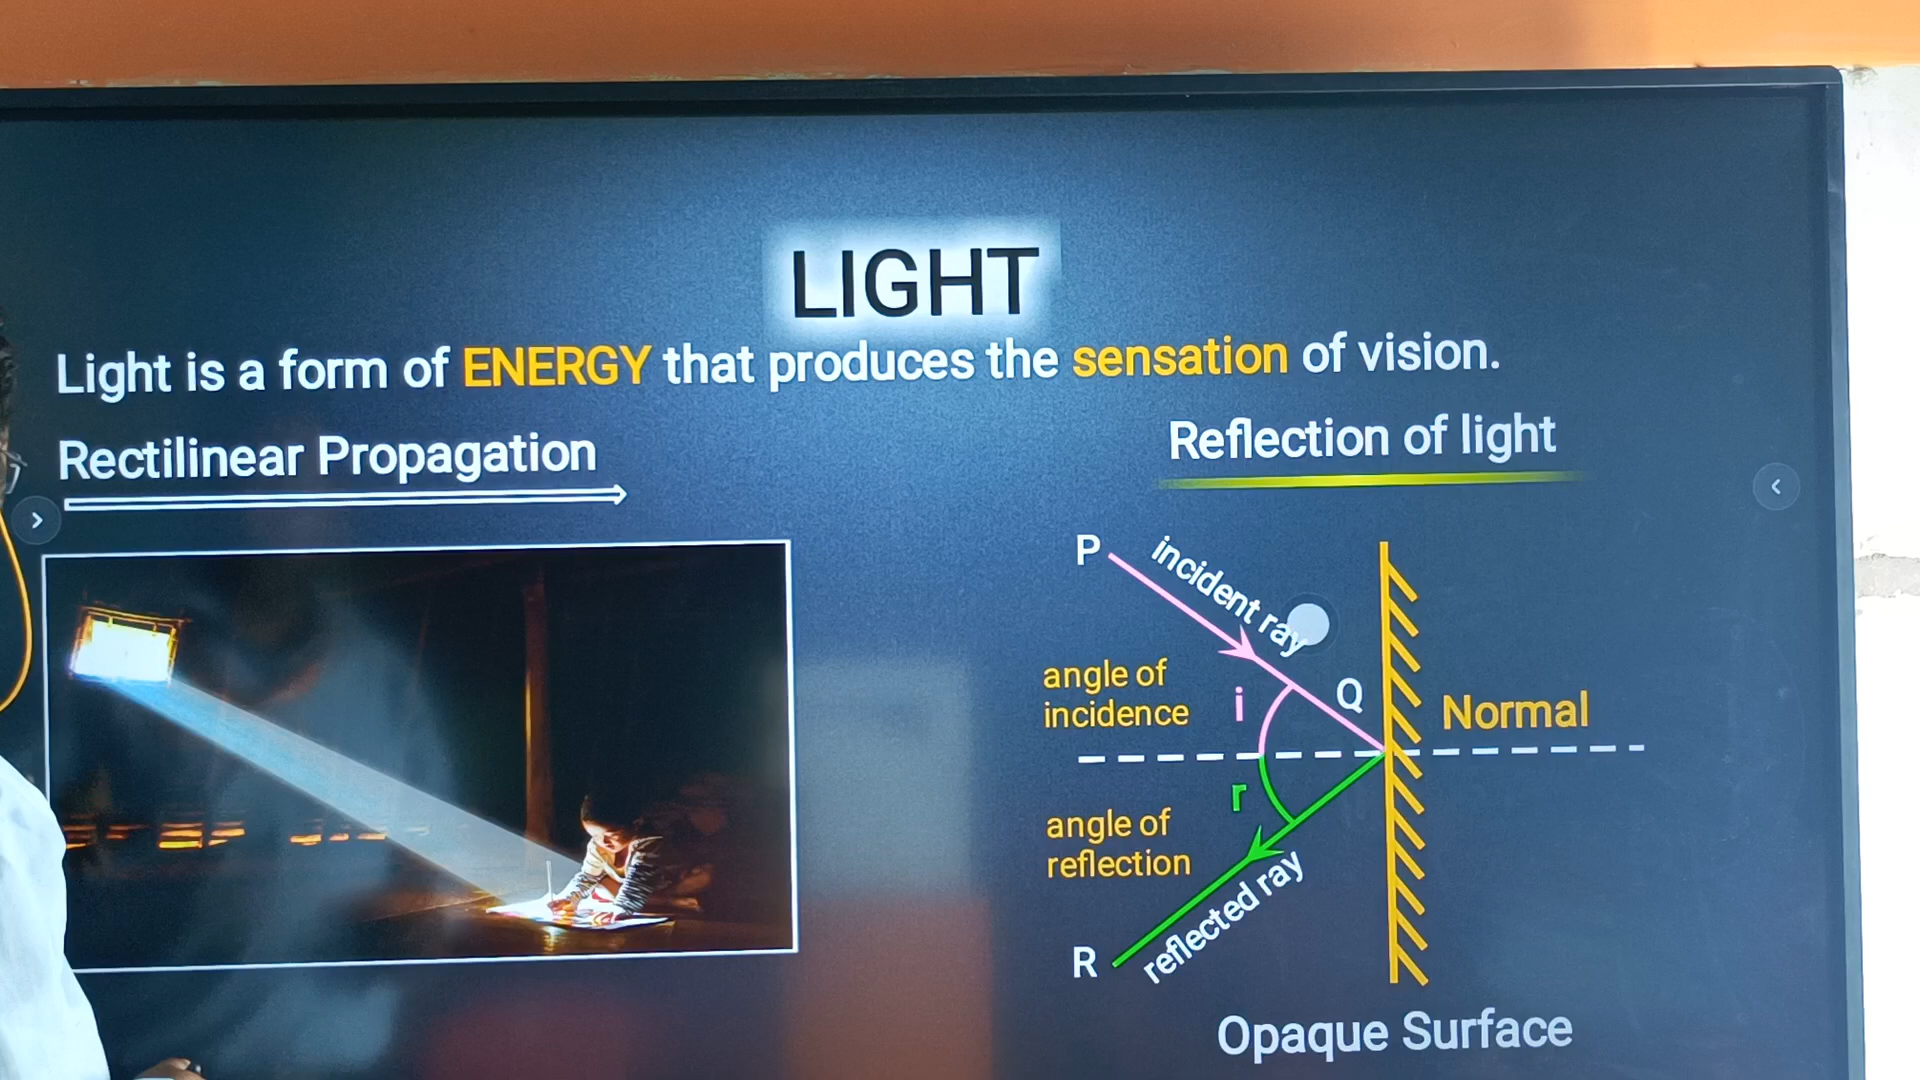 LIGHT
Light is a form of ENERGY that produces the sensation of vision.
Rectilinear Propagation
Reflection of light
P
incident ray
angle of
incidence
i
Q
Normal
r
angle of
reflection
reflected ray
R
Opaque Surface